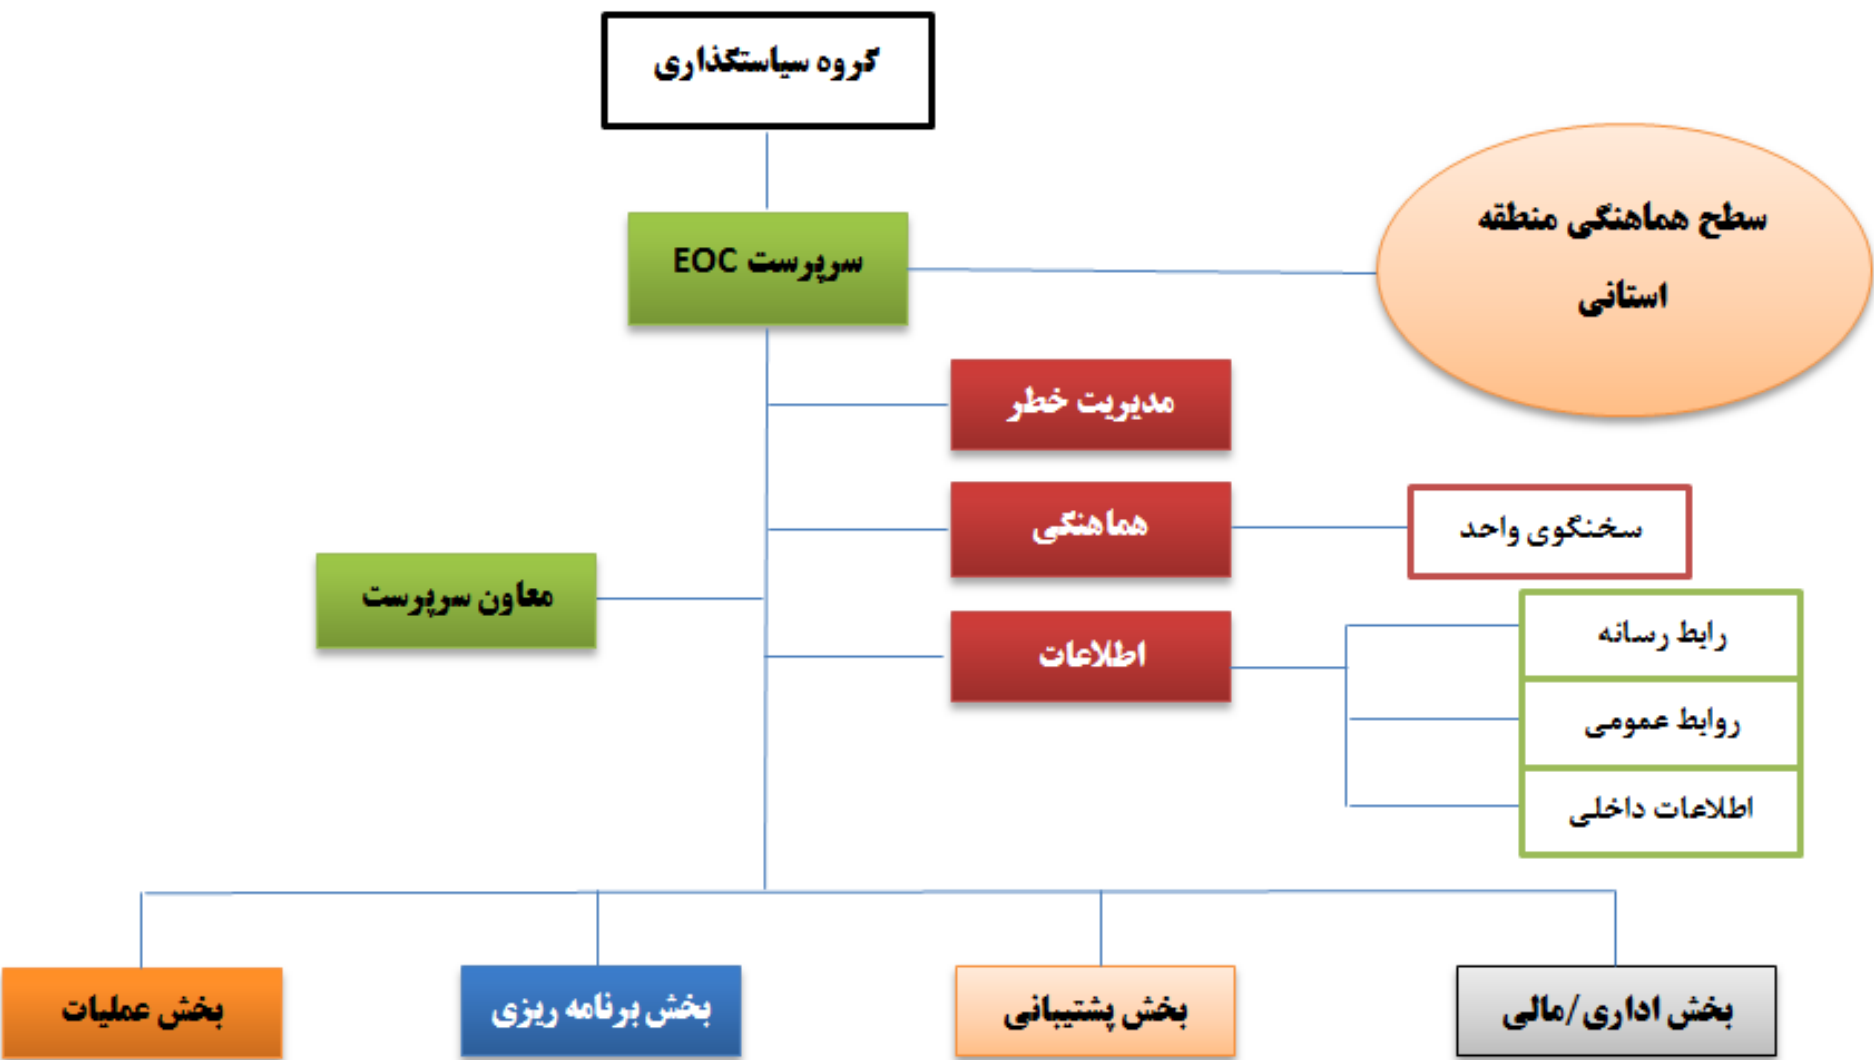 گروه سیاستگذاری
سرپرست EOC
سطح هماهنگی منطقه
استانی
مدیریت خطر
هماهنگی
سخنگوی واحد
معاون سرپرست
اطلاعات
رابط رسانه
روابط عمومی
اطلاعات داخلی
بخش اداری/مالی
بخش پشتیبانی
بخش برنامه ریزی
بخش عملیات